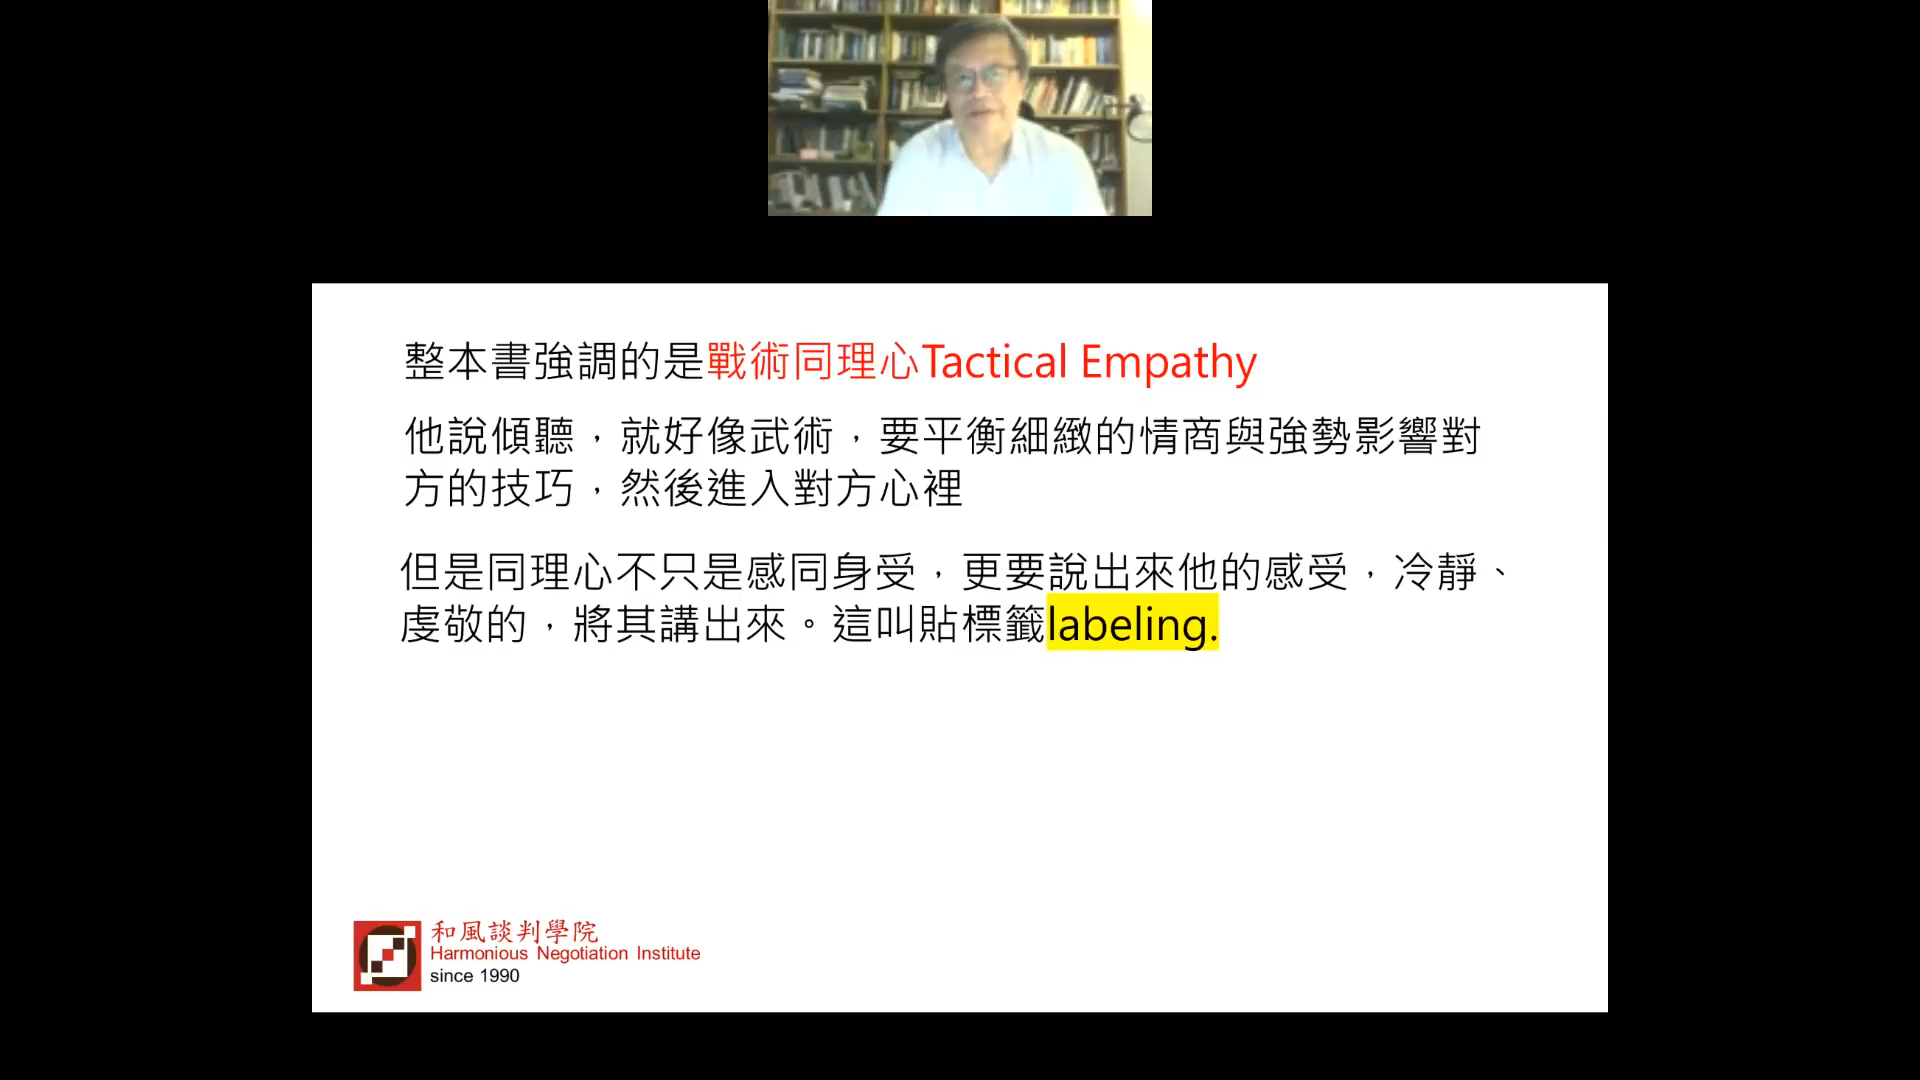 整本書強調的是戰術同理心Tactical Empathy
他說傾聽，就好像武術，要平衡細緻的情商與強勢影響對
方的技巧，然後進入對方心裡
但是同理心不只是感同身受，更要說出來他的感受，冷靜、
虔敬的，將其講出來。這叫貼標籤labeling.
和風談判學院
Harmonious Negotiation Institute
since 1990